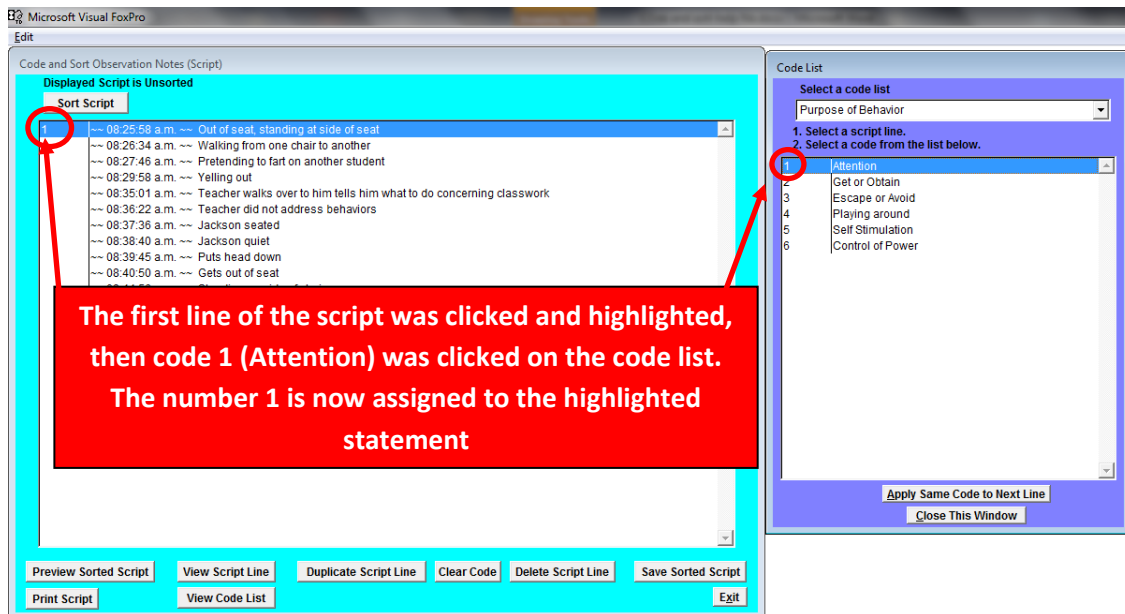 Microsoft Visual FoxPro
Edit
Code and Sort Observation Notes (Script)
Displayed Script is Unsorted
Sort Script
1 ~~ 08:25:58 a.m. ~~ Out of seat, standing at side of seat
~~ 08:26:34 a.m. ~~ Walking from one chair to another
~~ 08:27:46 a.m. ~~ Pretending to fart on another student
~~ 08:29:58 a.m. ~~ Yelling out
~~ 08:35:01 a.m. ~~ Teacher walks over to him tells him what to do concerning classwork
~~ 08:36:22 a.m. ~~ Teacher did not address behaviors
~~ 08:37:36 a.m. ~~ Jackson seated
~~ 08:38:40 a.m. ~~ Jackson quiet
~~ 08:39:45 a.m. ~~ Puts head down
~~ 08:40:50 a.m. ~~ Gets out of seat
The first line of the script was clicked and highlighted,
then code 1 (Attention) was clicked on the code list.
The number 1 is now assigned to the highlighted
statement
Preview Sorted Script View Script Line Duplicate Script Line Clear Code Delete Script Line Save Sorted Script
Print Script View Code List Exit
Code List
Select a code list
Purpose of Behavior
1. Select a script line.
2. Select a code from the list below.
1 Attention
2 Get or Obtain
3 Escape or Avoid
4 Playing around
5 Self Stimulation
6 Control of Power
Apply Same Code to Next Line
Close This Window